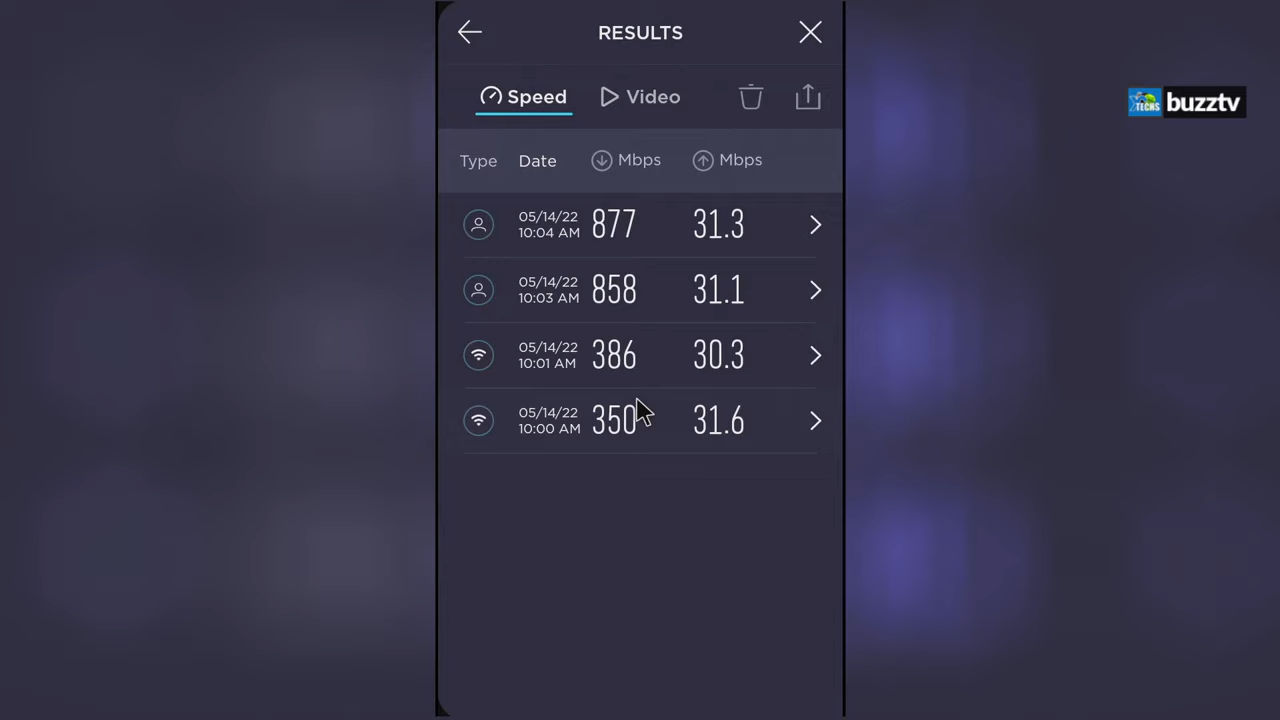 RESULTS
Speed Video
TECHS buzztv
Type Date Mbps Mbps
05/14/22
10:04 AM
877 31.3
05/14/22
10:03 AM
858 31.1
05/14/22
10:01 AM
386 30.3
05/14/22
10:00 AM
350 31.6